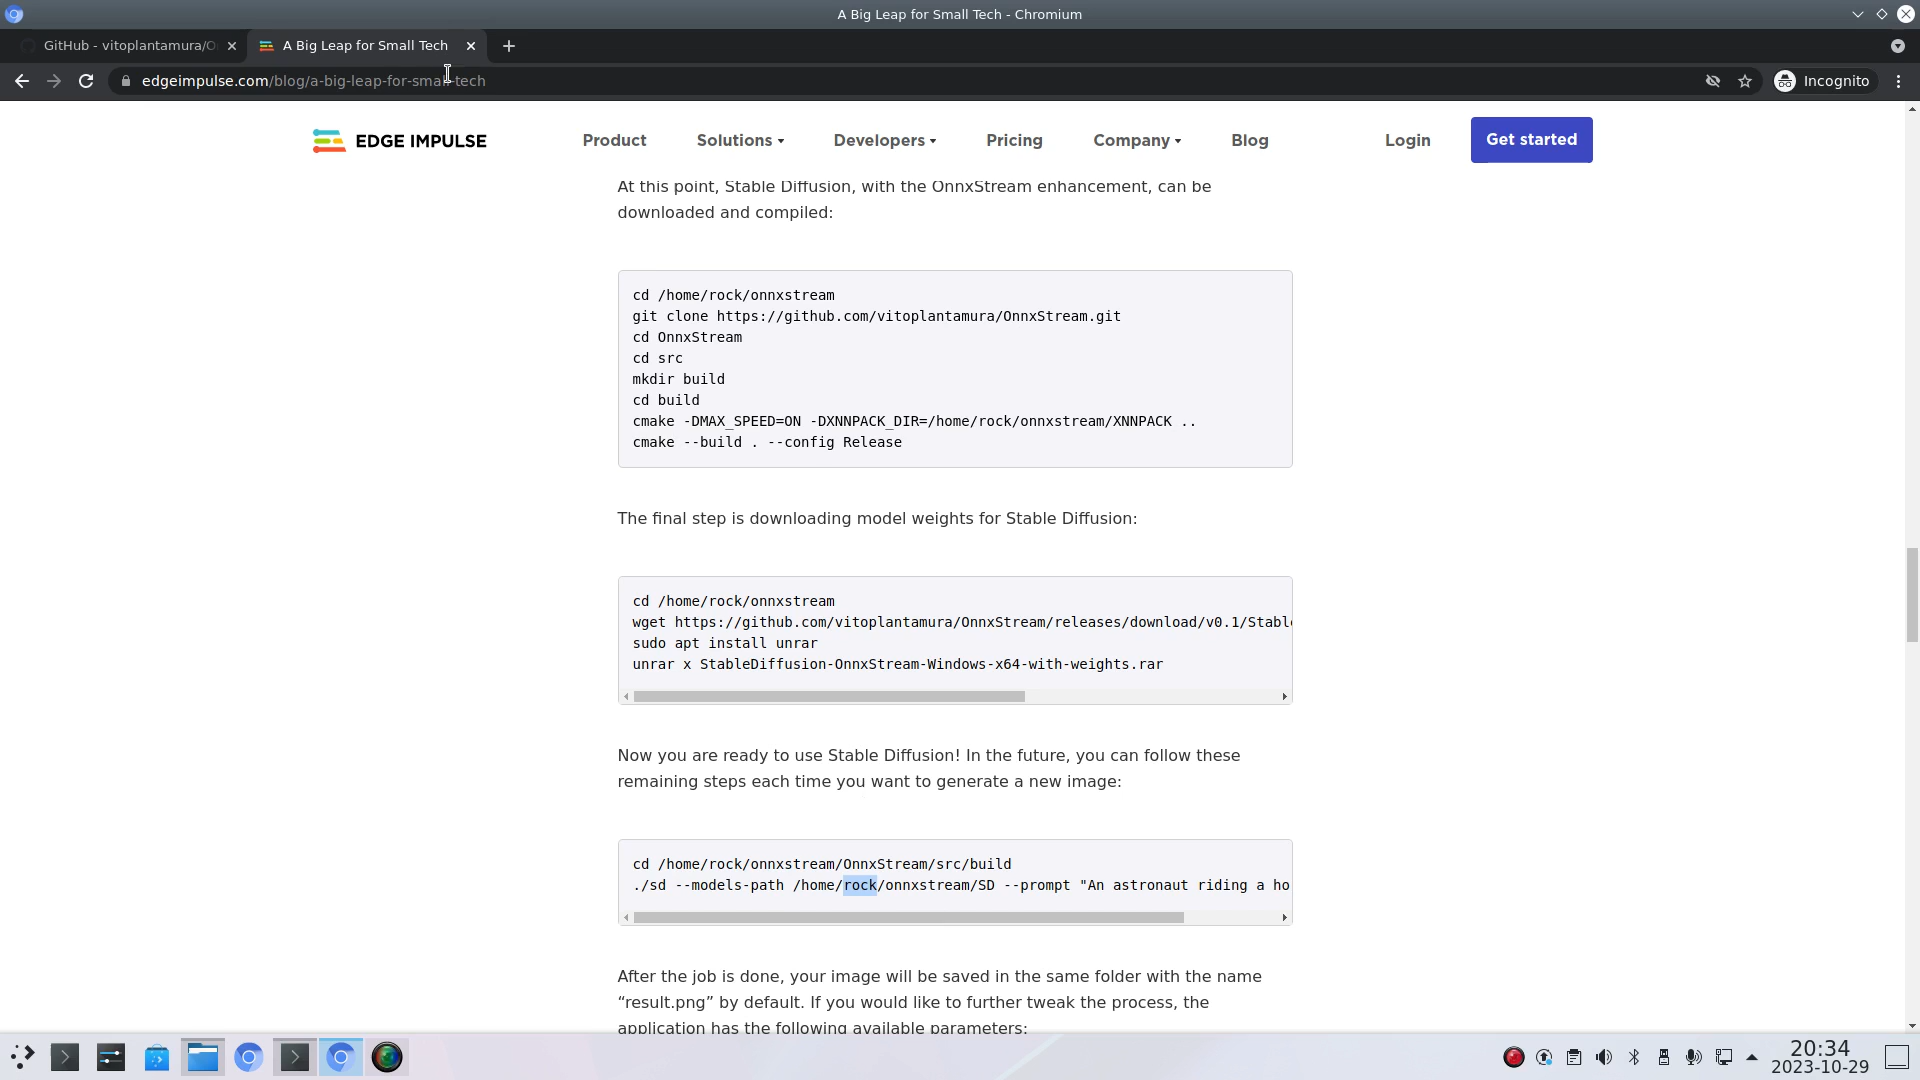 A Big Leap for Small Tech - Chromium
GitHub - vitoplantamura/O
A Big Leap for Small Tech
edgeimpulse.com/blog/a-big-leap-for-small-tech
Incognito
EDGE IMPULSE
Product
Solutions
Developers
Pricing
Company
Blog
Login
Get started
At this point, Stable Diffusion, with the OnnxStream enhancement, can be
downloaded and compiled:
cd /home/rock/onnxstream
git clone https://github.com/vitoplantamura/OnnxStream.git
cd OnnxStream
cd src
mkdir build
cd build
cmake -DMAX_SPEED=ON -DXNNPACK_DIR=/home/rock/onnxstream/XNNPACK ..
cmake --build . --config Release
The final step is downloading model weights for Stable Diffusion:
cd /home/rock/onnxstream
wget https://github.com/vitoplantamura/OnnxStream/releases/download/v0.1/Stable
sudo apt install unrar
unrar x StableDiffusion-OnnxStream-Windows-x64-with-weights.rar
Now you are ready to use Stable Diffusion! In the future, you can follow these
remaining steps each time you want to generate a new image:
cd /home/rock/onnxstream/OnnxStream/src/build
./sd --models-path /home/rock/onnxstream/SD --prompt "An astronaut riding a ho
After the job is done, your image will be saved in the same folder with the name
“result.png” by default. If you would like to further tweak the process, the
application has the following available parameters:
20:34
2023-10-29